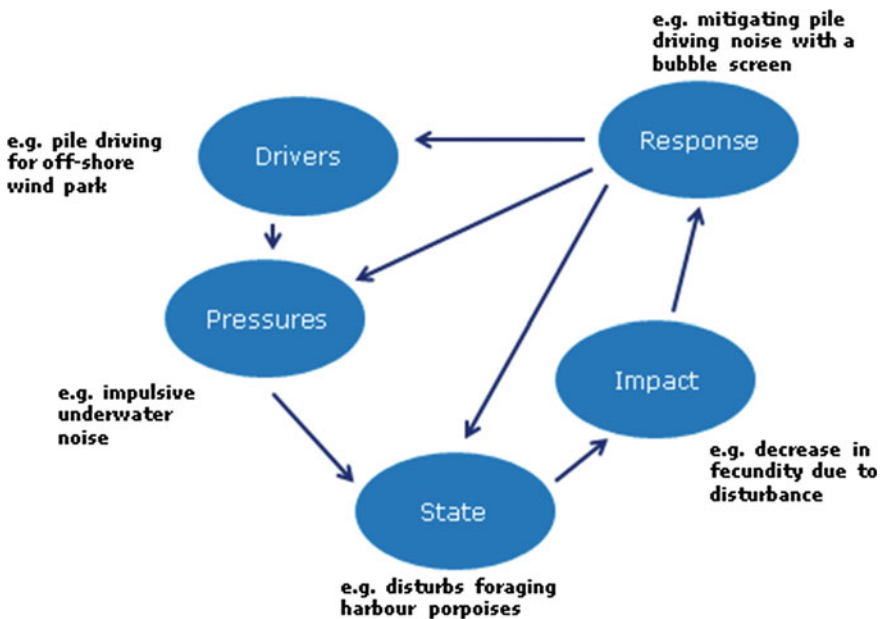 e.g. mitigating pile
driving noise with a
bubble screen
Response
e.g. pile driving
for off-shore
wind park
Drivers
Pressures
e.g. impulsive
underwater
noise
Impact
e.g. decrease in
fecundity due to
disturbance
State
e.g. disturbs foraging
harbour porpoises